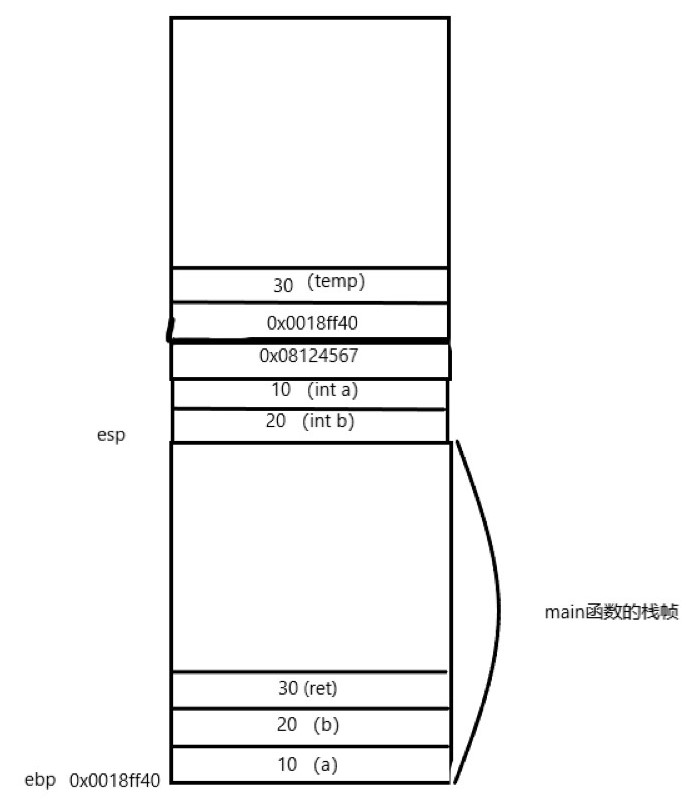 30 (temp)
0x0018ff40
0x08124567
10 (int a)
20 (int b)
esp
main函数的栈帧
30 (ret)
20 (b)
10 (a)
ebp 0x0018ff40